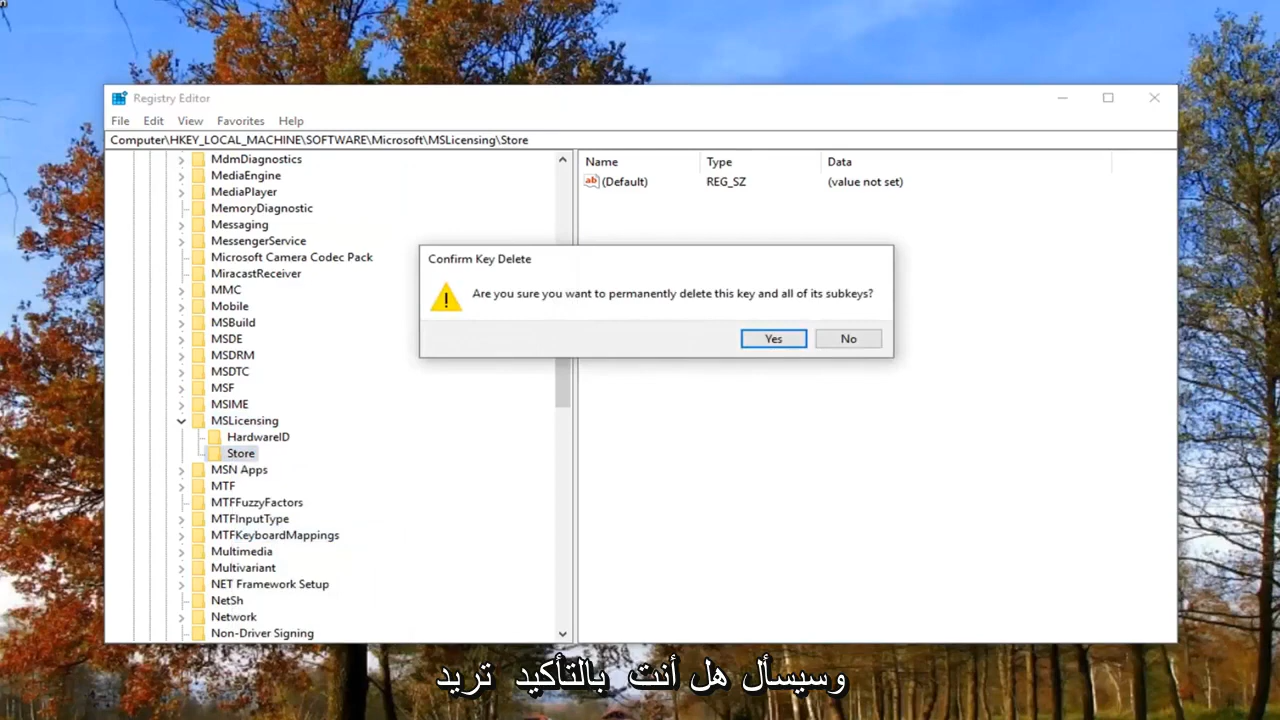 Registry Editor
File Edit View Favorites Help
Computer\HKEY_LOCAL_MACHINE\SOFTWARE\Microsoft\MSLicensing\Store
MdmDiagnostics
MediaEngine
MediaPlayer
MemoryDiagnostic
Messaging
MessengerService
Microsoft Camera Codec Pack
MiracastReceiver
MMC
Mobile
MSBuild
MSDE
MSDRM
MSDTC
MSF
MSIME
MSLicensing
HardwareID
Store
MSN Apps
MTF
MTFFuzzyFactors
MTFInputType
MTFKeyboardMappings
Multimedia
Multivariant
NET Framework Setup
NetSh
Network
Non-Driver Signing
Name Type Data
ab (Default) REG_SZ (value not set)
Confirm Key Delete
Are you sure you want to permanently delete this key and all of its subkeys?
Yes No
وسيسأل هل أنت بالتأكيد تريد